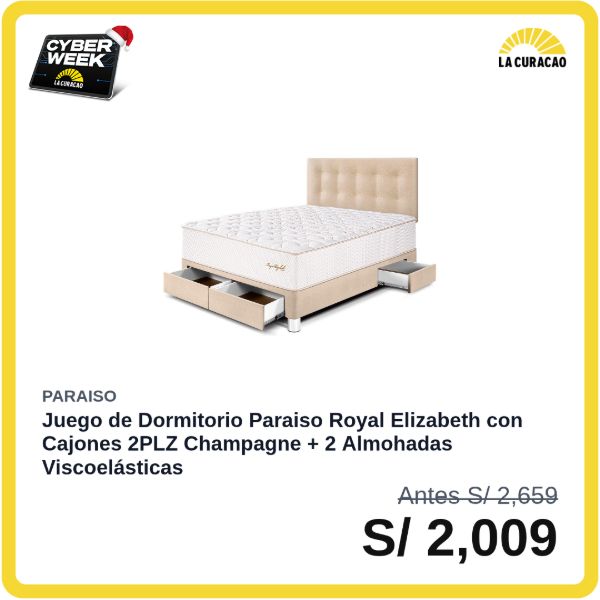 CYBER
WEEK
LA CURACAO
LA CURACAO
PARAISO
Juego de Dormitorio Paraiso Royal Elizabeth con
Cajones 2PLZ Champagne + 2 Almohadas
Viscoelásticas
Antes S/ 2,659
S/ 2,009